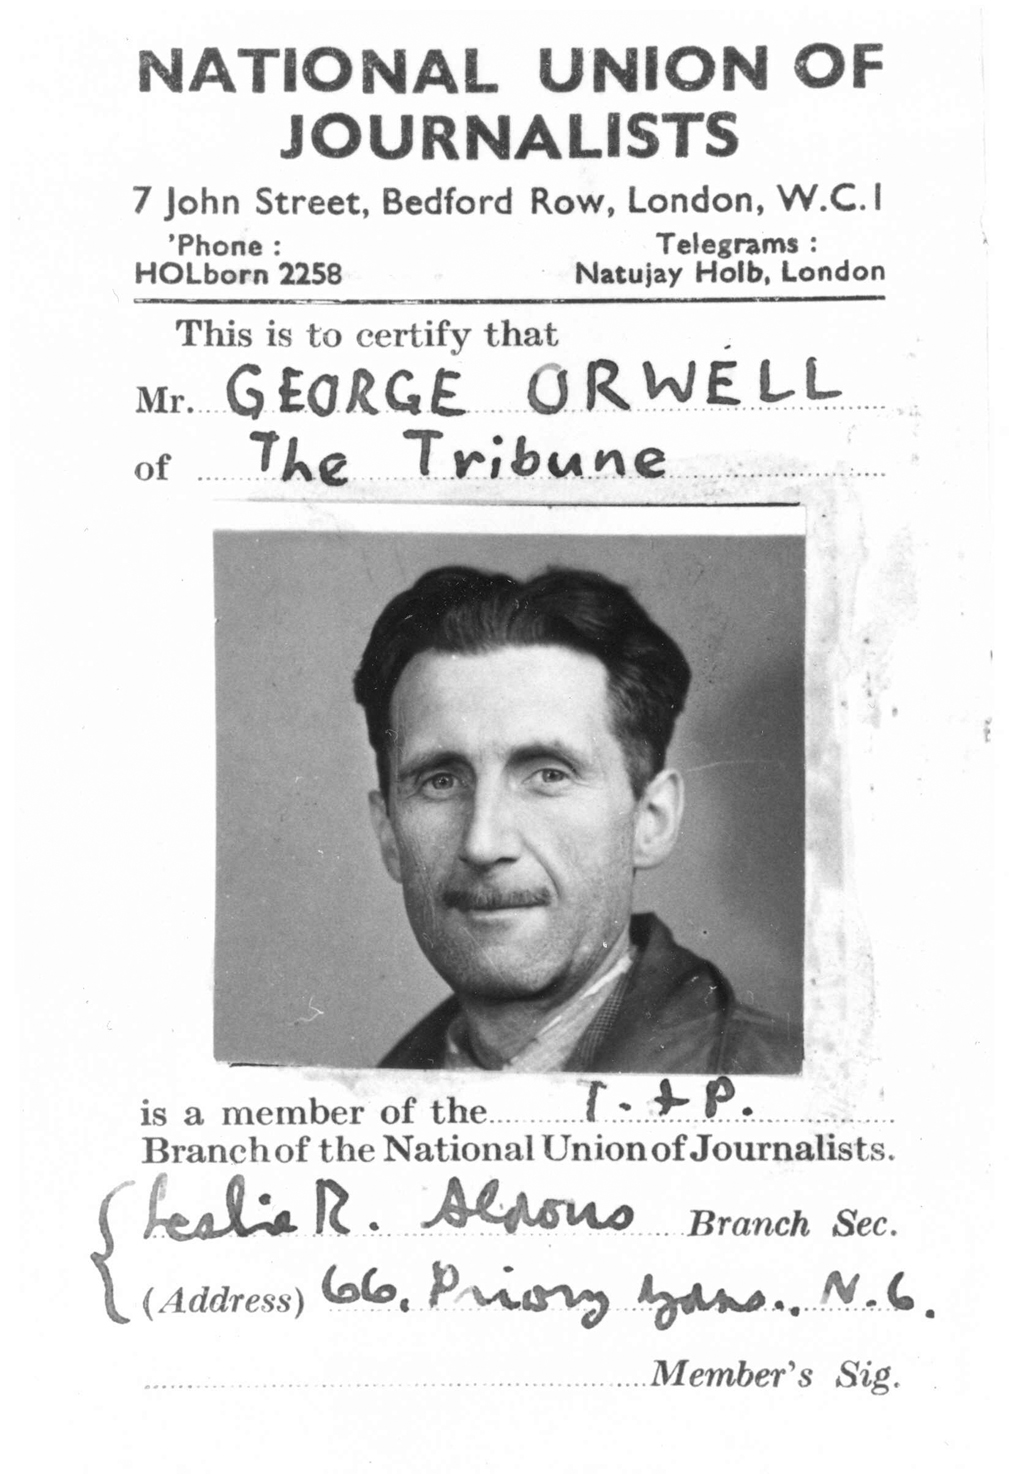 NATIONAL UNION OF
JOURNALISTS
7 John Street, Bedford Row, London, W.C.1
'Phone : Telegrams :
HOLborn 2258 Natujay Holb, London
This is to certify that
Mr. GEORGE ORWELL
of The Tribune
is a member of the T. & P.
Branch of the National Union of Journalists.
Leslie R. Aldous Branch Sec.
(Address) 66, Priory Gdns., N.6.
Member's Sig.